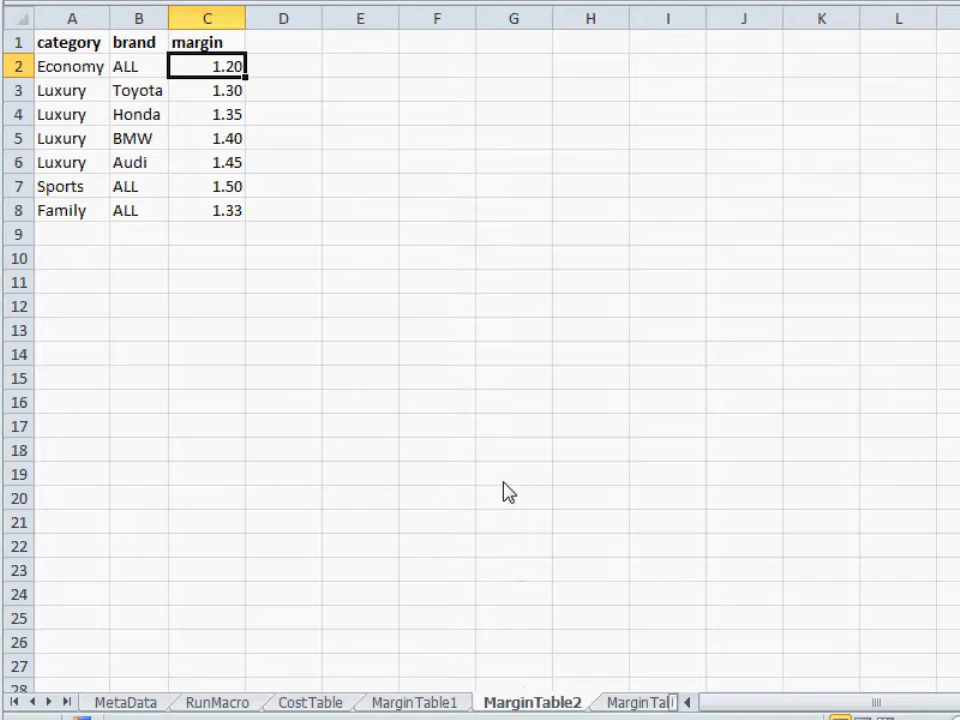 A B C D E F G H I J K L
1 category brand margin
2 Economy ALL 1.20
3 Luxury Toyota 1.30
4 Luxury Honda 1.35
5 Luxury BMW 1.40
6 Luxury Audi 1.45
7 Sports ALL 1.50
8 Family ALL 1.33
9
10
11
12
13
14
15
16
17
18
19
20
21
22
23
24
25
26
27
28
MetaData RunMacro CostTable MarginTable1 MarginTable2 MarginTal